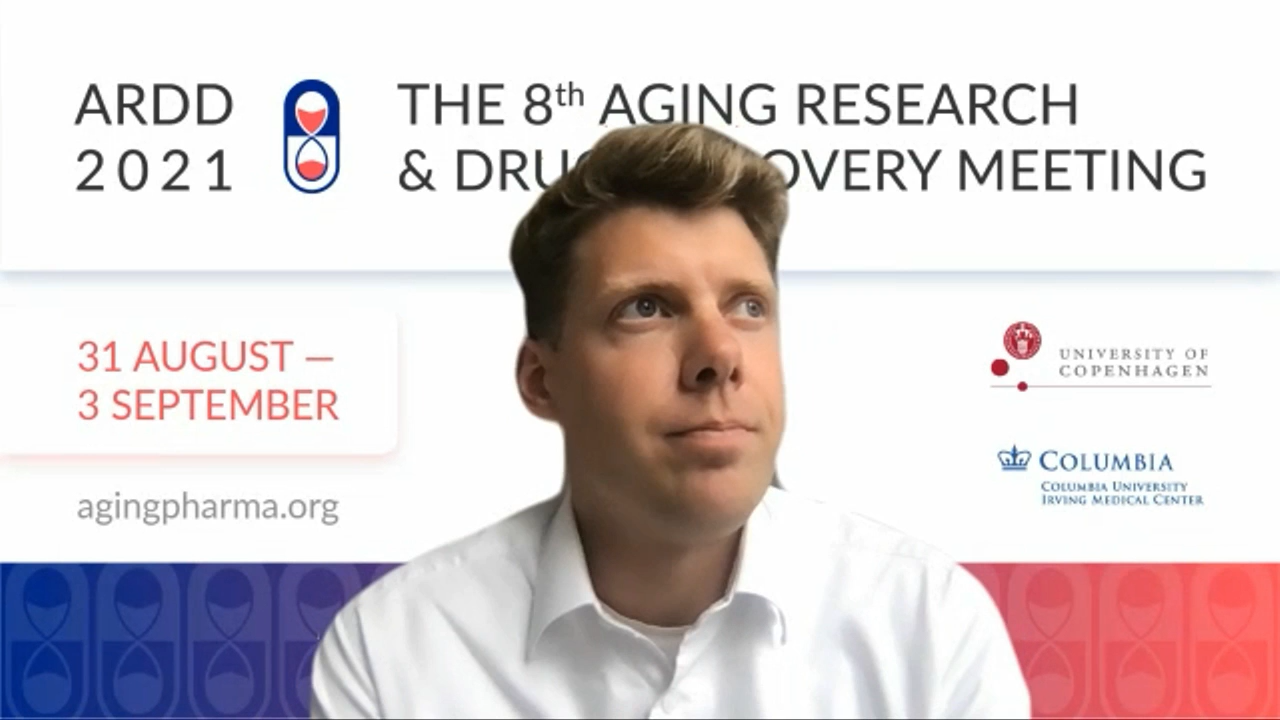 ARDD
2021
THE 8th AGING RESEARCH
& DRU OVERY MEETING
31 AUGUST —
3 SEPTEMBER
agingpharma.org
UNIVERSITY OF
COPENHAGEN
COLUMBIA
COLUMBIA UNIVERSITY
IRVING MEDICAL CENTER